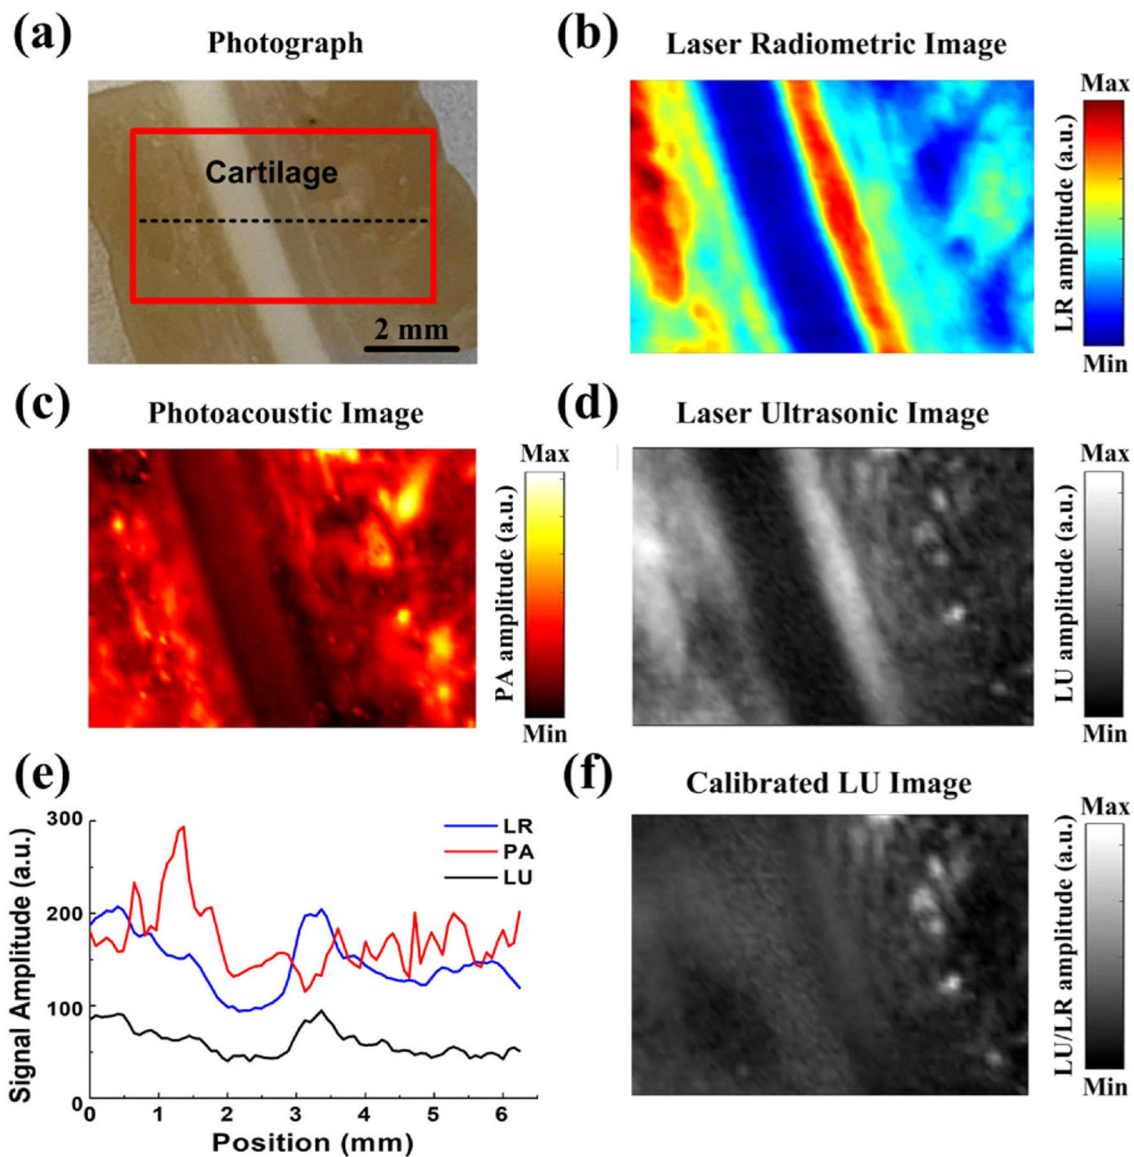 (a)
Photograph
Cartilage
2 mm
(b)
Laser Radiometric Image
Max
LR amplitude (a.u.)
Min
(c)
Photoacoustic Image
Max
PA amplitude (a.u.)
Min
(d)
Laser Ultrasonic Image
Max
LU amplitude (a.u.)
Min
(e)
Signal Amplitude (a.u.)
300
200
100
0
0 1 2 3 4 5 6
Position (mm)
LR
PA
LU
(f)
Calibrated LU Image
Max
LU/LR amplitude (a.u.)
Min